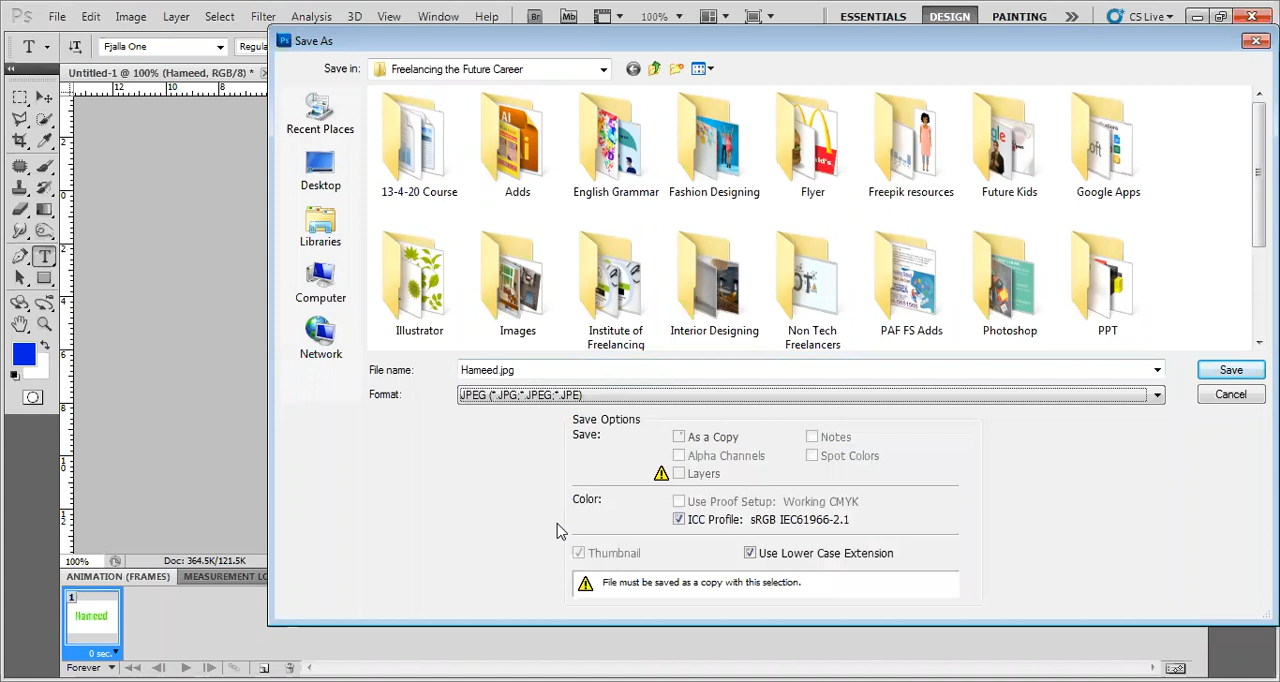 Ps File Edit Image Layer Select Filter Analysis 3D View Window Help Br Mb 100% ESSENTIALS DESIGN PAINTING CS Live
T Fjalla One Regula
Ps Save As
Untitled-1 @ 100% (Hameed, RGB/8) *
Save in: Freelancing the Future Career
12 10 8
Recent Places
Desktop
Libraries
Computer
Network
13-4-20 Course Adds English Grammar Fashion Designing Flyer Freepik resources Future Kids Google Apps
Illustrator Images Institute of Freelancing Interior Designing Non Tech Freelancers PAF FS Adds Photoshop PPT
File name: Hameed.jpg Save
Format: JPEG (*.JPG;*.JPEG;*.JPE) Cancel
Save Options
Save: As a Copy Notes
Alpha Channels Spot Colors
Layers
Color: Use Proof Setup: Working CMYK
ICC Profile: sRGB IEC61966-2.1
Thumbnail Use Lower Case Extension
File must be saved as a copy with this selection.
100% Doc: 364.5K/121.5K
ANIMATION (FRAMES) MEASUREMENT LO
1
Hameed
0 sec.
Forever